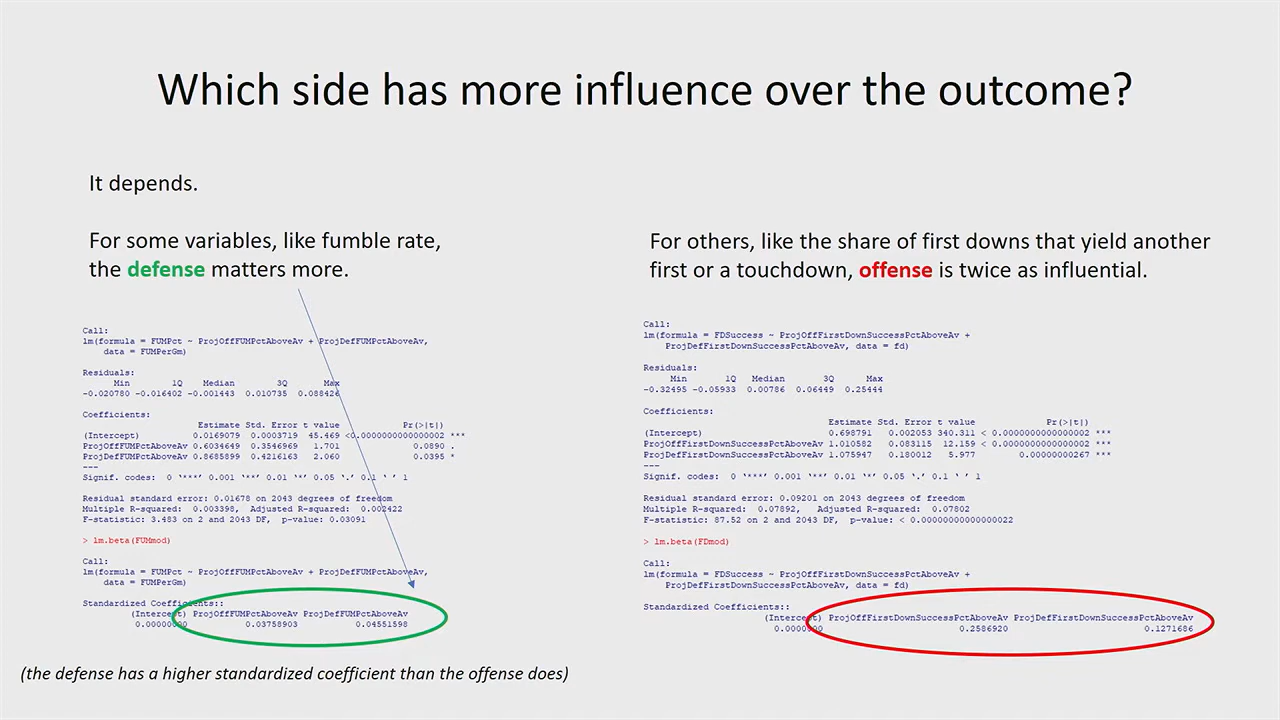 Which side has more influence over the outcome?
It depends.
For some variables, like fumble rate,
the defense matters more.
Call:
lm(formula = FUMPct ~ ProjOffFUMPctAboveAv + ProjDefFUMPctAboveAv,
data = FUMPerGm)
Residuals:
Min 1Q Median 3Q Max
-0.020780 -0.016402 -0.001443 0.010735 0.088426
Coefficients:
Estimate Std. Error t value Pr(>|t|)
(Intercept) 0.0169079 0.0003719 45.469 <0.0000000000000002 ***
ProjOffFUMPctAboveAv 0.6034649 0.3546969 1.701 0.0890 .
ProjDefFUMPctAboveAv 0.8685899 0.4216163 2.060 0.0395 *
---
Signif. codes: 0 ‘***’ 0.001 ‘**’ 0.01 ‘*’ 0.05 ‘.’ 0.1 ‘ ’ 1
Residual standard error: 0.01678 on 2043 degrees of freedom
Multiple R-squared: 0.003398, Adjusted R-squared: 0.002422
F-statistic: 3.483 on 2 and 2043 DF, p-value: 0.03091
> lm.beta(FUMmod)
Call:
lm(formula = FUMPct ~ ProjOffFUMPctAboveAv + ProjDefFUMPctAboveAv,
data = FUMPerGm)
Standardized Coefficients::
(Intercept) ProjOffFUMPctAboveAv ProjDefFUMPctAboveAv
0.00000000 0.03758903 0.04551598
(the defense has a higher standardized coefficient than the offense does)
For others, like the share of first downs that yield another
first or a touchdown, offense is twice as influential.
Call:
lm(formula = FDSuccess ~ ProjOffFirstDownSuccessPctAboveAv +
ProjDefFirstDownSuccessPctAboveAv, data = fd)
Residuals:
Min 1Q Median 3Q Max
-0.32495 -0.05933 0.00786 0.06449 0.25444
Coefficients:
Estimate Std. Error t value Pr(>|t|)
(Intercept) 0.698791 0.002053 340.311 < 0.0000000000000002 ***
ProjOffFirstDownSuccessPctAboveAv 1.010582 0.083115 12.159 < 0.0000000000000002 ***
ProjDefFirstDownSuccessPctAboveAv 1.075947 0.180012 5.977 0.00000000267 ***
---
Signif. codes: 0 ‘***’ 0.001 ‘**’ 0.01 ‘*’ 0.05 ‘.’ 0.1 ‘ ’ 1
Residual standard error: 0.09201 on 2043 degrees of freedom
Multiple R-squared: 0.07892, Adjusted R-squared: 0.07802
F-statistic: 87.52 on 2 and 2043 DF, p-value: < 0.00000000000000022
> lm.beta(FDmod)
Call:
lm(formula = FDSuccess ~ ProjOffFirstDownSuccessPctAboveAv +
ProjDefFirstDownSuccessPctAboveAv, data = fd)
Standardized Coefficients::
(Intercept) ProjOffFirstDownSuccessPctAboveAv ProjDefFirstDownSuccessPctAboveAv
0.0000000 0.2586920 0.1271686